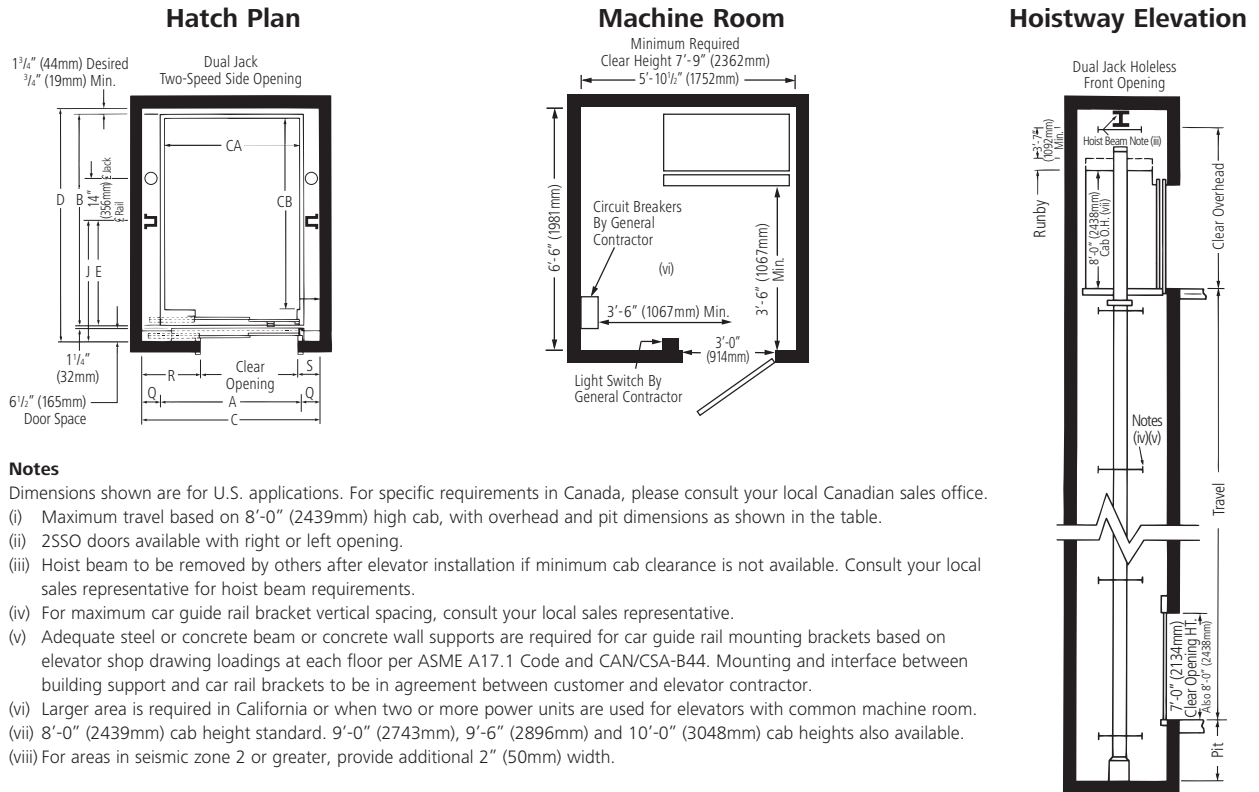 Hatch Plan
Dual Jack
Two-Speed Side Opening
1 3/4” (44mm) Desired
3/4” (19mm) Min.
CA
D
B
14”
(356mm)
℄ Jack
℄ Rail
CB
J
E
1 1/4”
(32mm)
6 1/2” (165mm)
Door Space
R
Clear
Opening
S
Q
A
Q
C
Machine Room
Minimum Required
Clear Height 7’-9” (2362mm)
5’-10 1/2” (1752mm)
6’-6” (1981mm)
Circuit Breakers
By General
Contractor
(vi)
3’-6” (1067mm) Min.
3’-6” (1067mm)
Min.
3’-0”
(914mm)
Light Switch By
General Contractor
Hoistway Elevation
Dual Jack Holeless
Front Opening
3’-7”
(1092mm)
Min.
Hoist Beam Note (iii)
Runby
8’-0” (2438mm)
Cab O.H. (vii)
Clear Overhead
Notes
(iv)(v)
Travel
7’-0” (2134mm)
Clear Opening HT.
Also 8’-0” (2438mm)
Pit
Notes
Dimensions shown are for U.S. applications. For specific requirements in Canada, please consult your local Canadian sales office.
(i) Maximum travel based on 8’-0” (2439mm) high cab, with overhead and pit dimensions as shown in the table.
(ii) 2SSO doors available with right or left opening.
(iii) Hoist beam to be removed by others after elevator installation if minimum cab clearance is not available. Consult your local
sales representative for hoist beam requirements.
(iv) For maximum car guide rail bracket vertical spacing, consult your local sales representative.
(v) Adequate steel or concrete beam or concrete wall supports are required for car guide rail mounting brackets based on
elevator shop drawing loadings at each floor per ASME A17.1 Code and CAN/CSA-B44. Mounting and interface between
building support and car rail brackets to be in agreement between customer and elevator contractor.
(vi) Larger area is required in California or when two or more power units are used for elevators with common machine room.
(vii) 8’-0” (2439mm) cab height standard. 9’-0” (2743mm), 9’-6” (2896mm) and 10’-0” (3048mm) cab heights also available.
(viii) For areas in seismic zone 2 or greater, provide additional 2” (50mm) width.